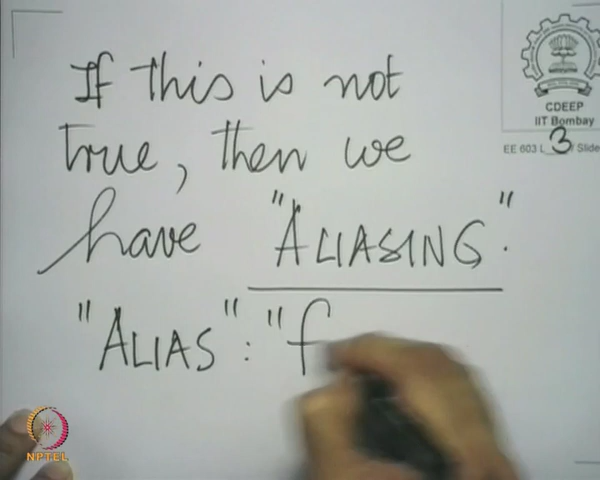 If this is not
true, then we
have "ALIASING".
"ALIAS": "f
CDEEP
IIT Bombay
EE 603 L 3 / Slide
NPTEL